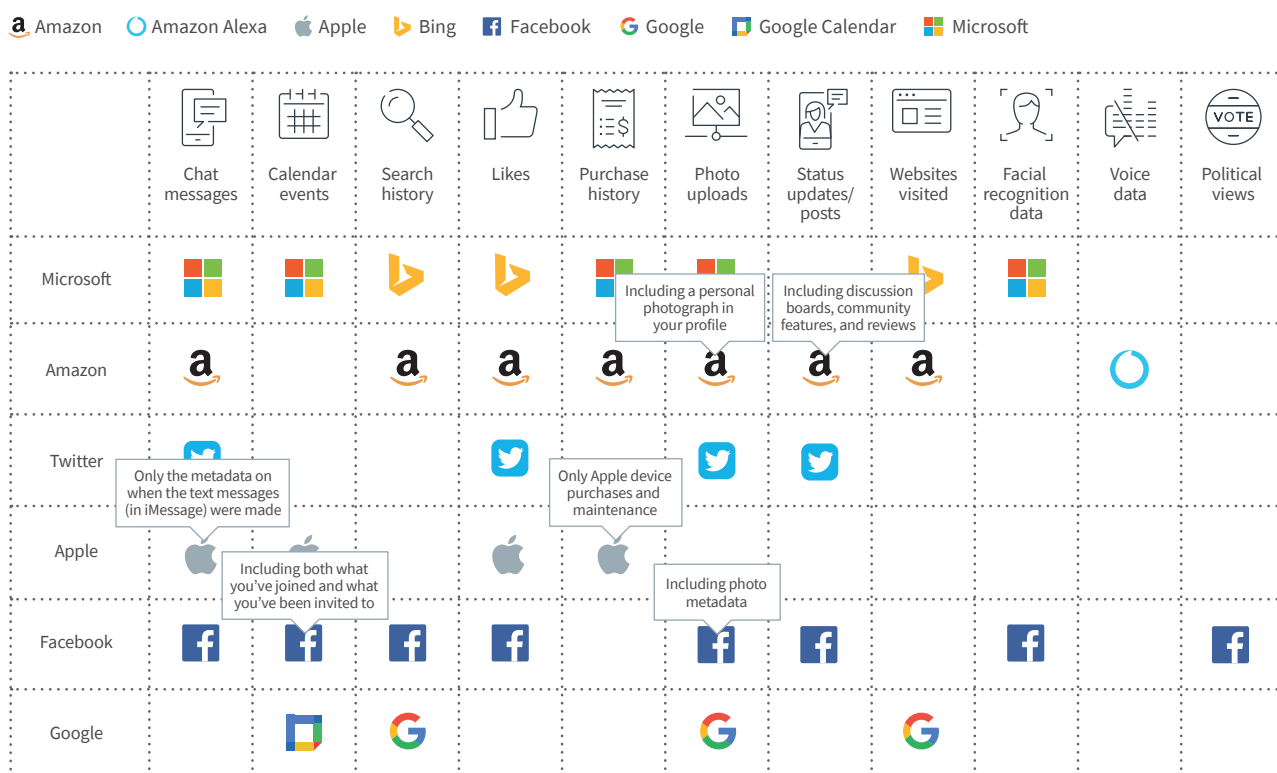 Amazon
Amazon Alexa
Apple
Bing
Facebook
Google
Google Calendar
Microsoft
VOTE
Chat
messages
Calendar
events
Search
history
Likes
Purchase
history
Photo
uploads
Status
updates/
posts
Websites
visited
Facial
recognition
data
Voice
data
Political
views
Microsoft
Including a personal
photograph in
your profile
Including discussion
boards, community
features, and reviews
Amazon
Twitter
Only the metadata on
when the text messages
(in iMessage) were made
Only Apple device
purchases and
maintenance
Apple
Including both what
you’ve joined and what
you’ve been invited to
Including photo
metadata
Facebook
Google